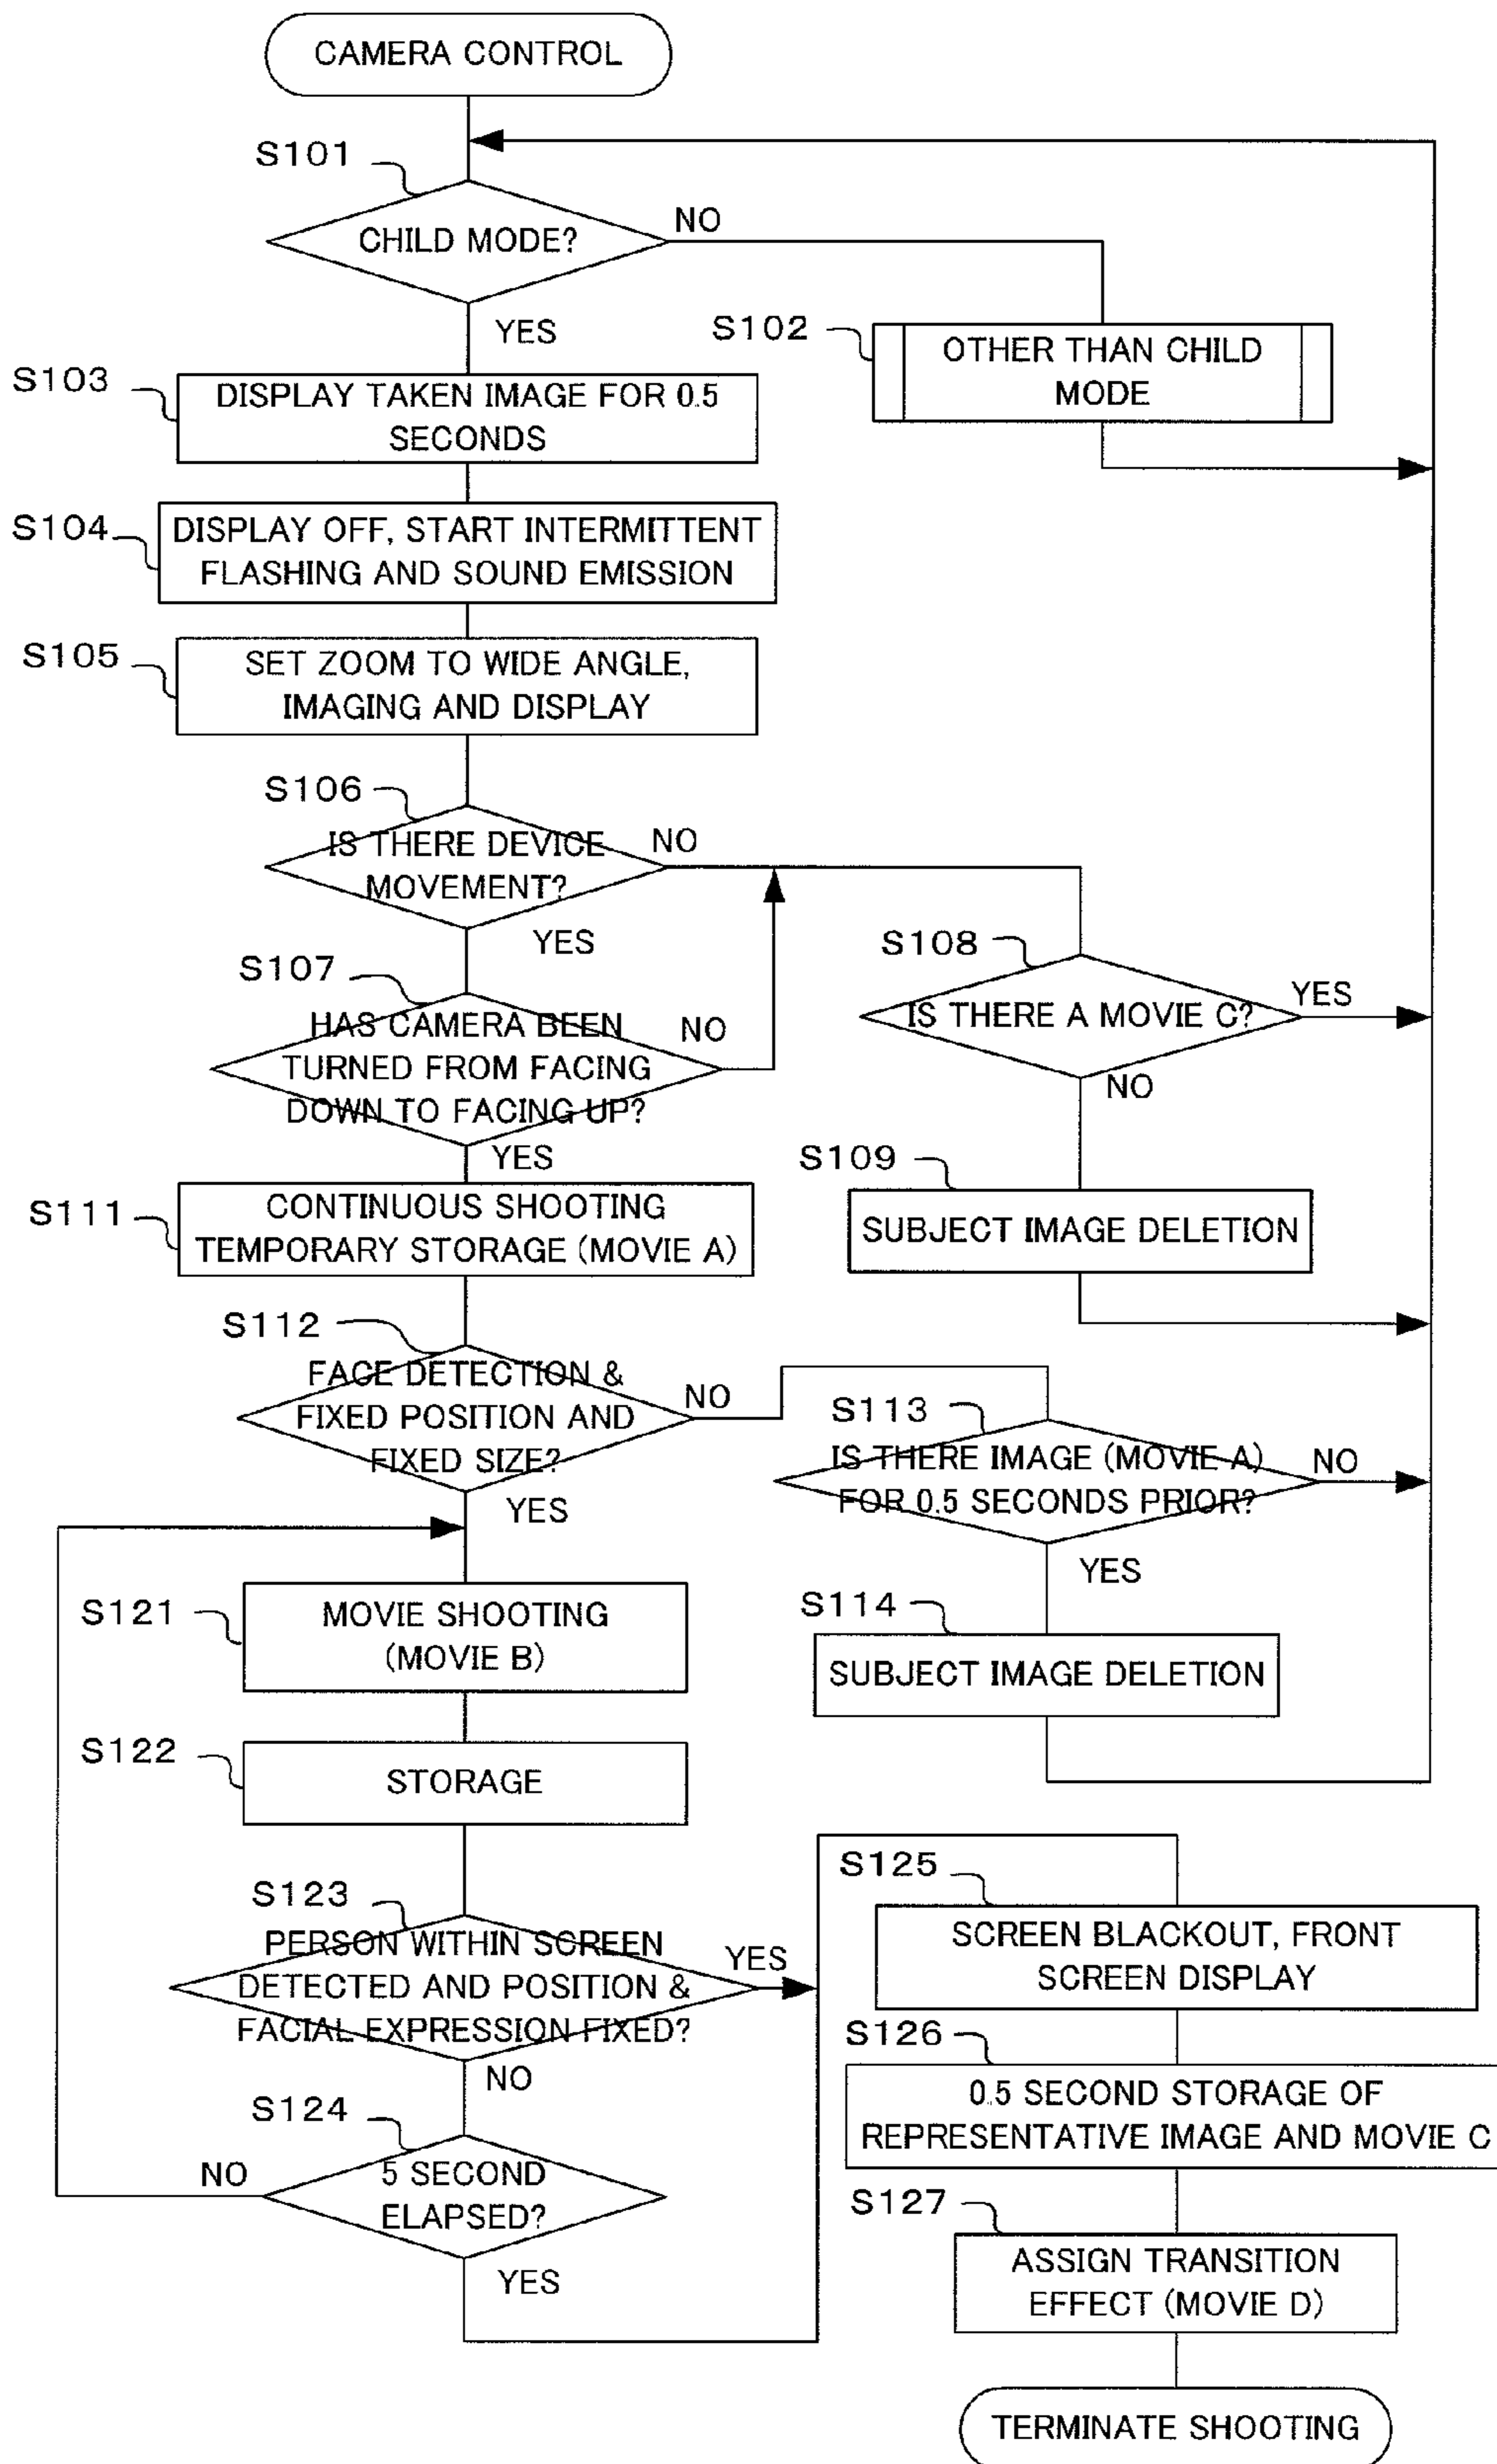 CAMERA CONTROL
S101
CHILD MODE?
NO
YES
S102
OTHER THAN CHILD
MODE
S103
DISPLAY TAKEN IMAGE FOR 0.5
SECONDS
S104
DISPLAY OFF, START INTERMITTENT
FLASHING AND SOUND EMISSION
S105
SET ZOOM TO WIDE ANGLE,
IMAGING AND DISPLAY
S106
IS THERE DEVICE
MOVEMENT?
NO
YES
S107
HAS CAMERA BEEN
TURNED FROM FACING
DOWN TO FACING UP?
NO
YES
S108
IS THERE A MOVIE C?
YES
NO
S109
SUBJECT IMAGE DELETION
S111
CONTINUOUS SHOOTING
TEMPORARY STORAGE (MOVIE A)
S112
FACE DETECTION &
FIXED POSITION AND
FIXED SIZE?
NO
YES
S113
IS THERE IMAGE (MOVIE A)
FOR 0.5 SECONDS PRIOR?
NO
YES
S114
SUBJECT IMAGE DELETION
S121
MOVIE SHOOTING
(MOVIE B)
S122
STORAGE
S123
PERSON WITHIN SCREEN
DETECTED AND POSITION &
FACIAL EXPRESSION FIXED?
YES
NO
S124
5 SECOND
ELAPSED?
NO
YES
S125
SCREEN BLACKOUT, FRONT
SCREEN DISPLAY
S126
0.5 SECOND STORAGE OF
REPRESENTATIVE IMAGE AND MOVIE C
S127
ASSIGN TRANSITION
EFFECT (MOVIE D)
TERMINATE SHOOTING